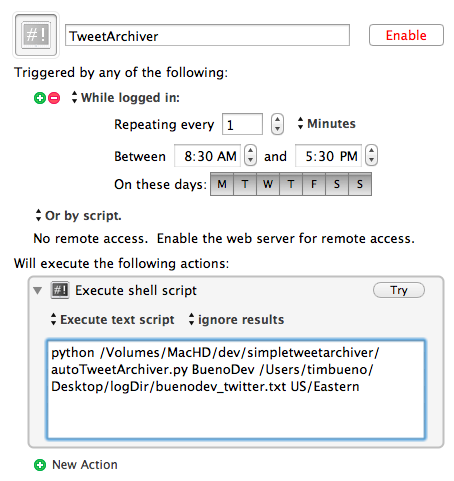 #! TweetArchiver Enable
Triggered by any of the following:
While logged in:
Repeating every 1 Minutes
Between 8:30 AM and 5:30 PM
On these days: M T W T F S S
Or by script.
No remote access. Enable the web server for remote access.
Will execute the following actions:
#! Execute shell script Try
Execute text script ignore results
python /Volumes/MacHD/dev/simpletweetarchiver/
autoTweetArchiver.py BuenoDev /Users/timbueno/
Desktop/logDir/buenodev_twitter.txt US/Eastern
New Action